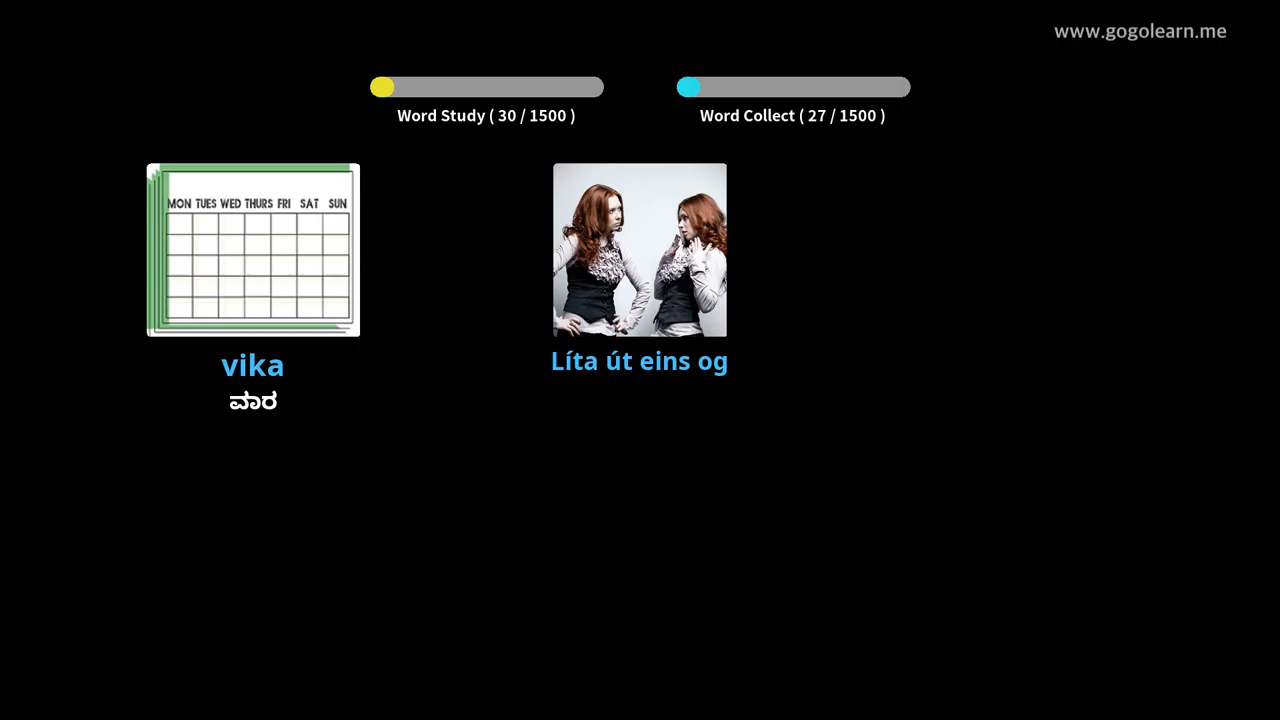 www.gogolearn.me
Word Study ( 30 / 1500 )
Word Collect ( 27 / 1500 )
MON TUES WED THURS FRI SAT SUN
vika
ವಾರ
Líta út eins og